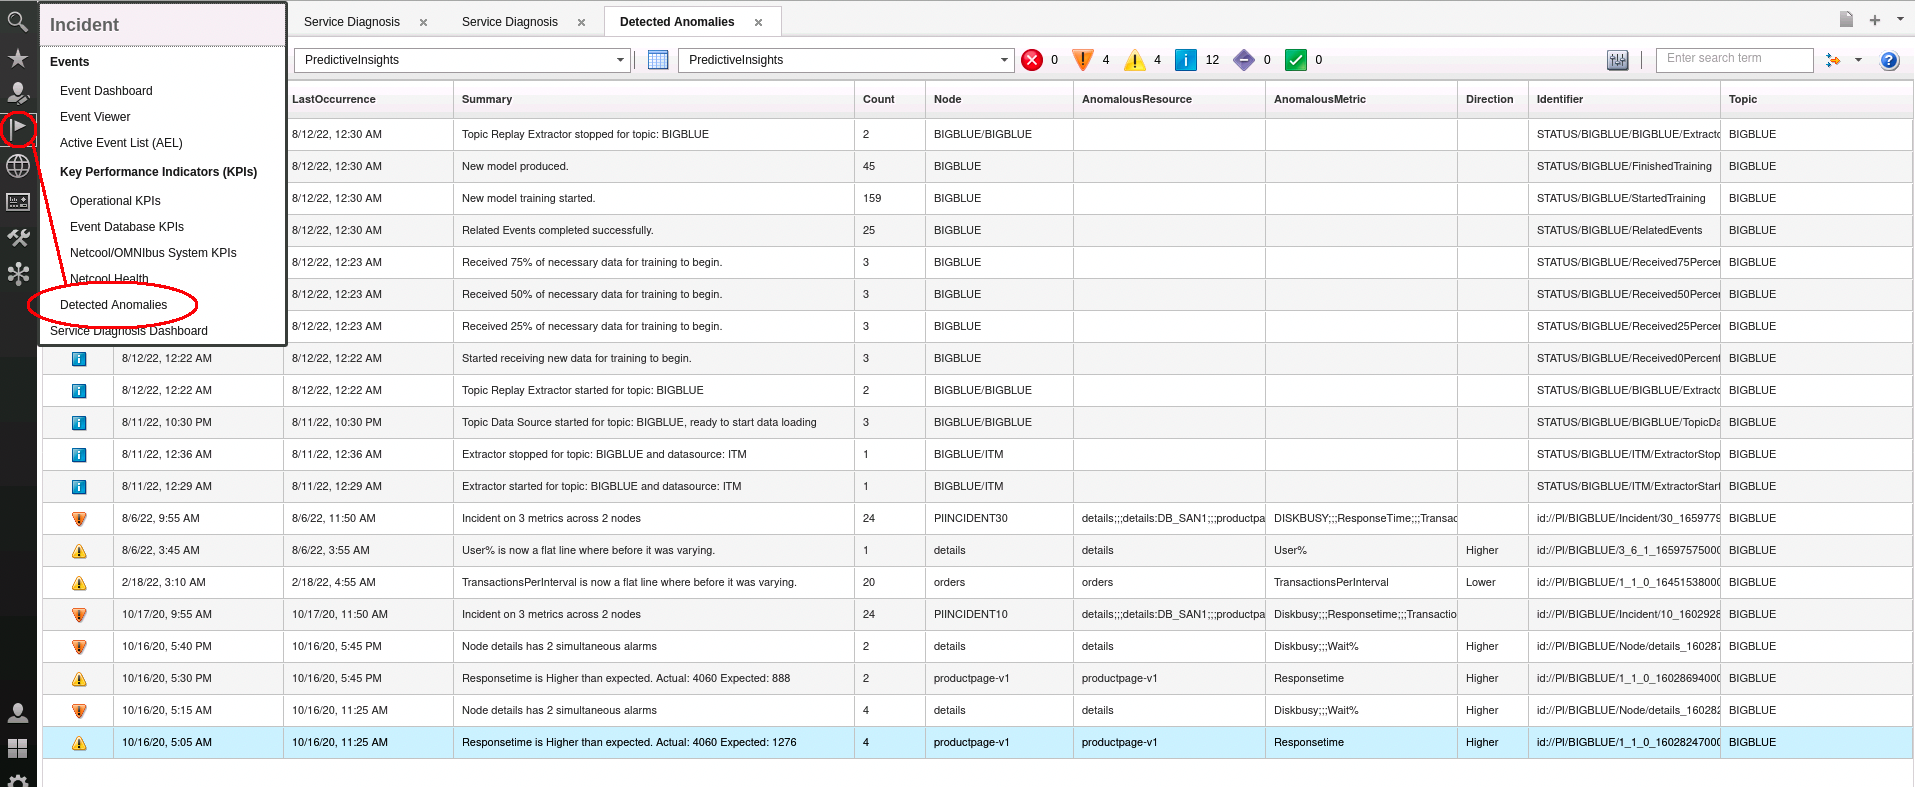 Incident
Events
Event Dashboard
Event Viewer
Active Event List (AEL)
Key Performance Indicators (KPIs)
Operational KPIs
Event Database KPIs
Netcool/OMNIbus System KPIs
Netcool Health
Detected Anomalies
Service Diagnosis Dashboard
Service Diagnosis × Service Diagnosis × Detected Anomalies ×
PredictiveInsights PredictiveInsights 0 4 4 12 0 0 Enter search term
LastOccurrence Summary Count Node AnomalousResource AnomalousMetric Direction Identifier Topic
8/12/22, 12:30 AM Topic Replay Extractor stopped for topic: BIGBLUE 2 BIGBLUE/BIGBLUE STATUS/BIGBLUE/BIGBLUE/Extracto BIGBLUE
8/12/22, 12:30 AM New model produced. 45 BIGBLUE STATUS/BIGBLUE/FinishedTraining BIGBLUE
8/12/22, 12:30 AM New model training started. 159 BIGBLUE STATUS/BIGBLUE/StartedTraining BIGBLUE
8/12/22, 12:30 AM Related Events completed successfully. 25 BIGBLUE STATUS/BIGBLUE/RelatedEvents BIGBLUE
8/12/22, 12:23 AM Received 75% of necessary data for training to begin. 3 BIGBLUE STATUS/BIGBLUE/Received75Percer BIGBLUE
8/12/22, 12:23 AM Received 50% of necessary data for training to begin. 3 BIGBLUE STATUS/BIGBLUE/Received50Percer BIGBLUE
8/12/22, 12:23 AM Received 25% of necessary data for training to begin. 3 BIGBLUE STATUS/BIGBLUE/Received25Percer BIGBLUE
8/12/22, 12:22 AM 8/12/22, 12:22 AM Started receiving new data for training to begin. 3 BIGBLUE STATUS/BIGBLUE/Received0Percent BIGBLUE
8/12/22, 12:22 AM 8/12/22, 12:22 AM Topic Replay Extractor started for topic: BIGBLUE 2 BIGBLUE/BIGBLUE STATUS/BIGBLUE/BIGBLUE/Extracto BIGBLUE
8/11/22, 10:30 PM 8/11/22, 10:30 PM Topic Data Source started for topic: BIGBLUE, ready to start data loading 3 BIGBLUE/BIGBLUE STATUS/BIGBLUE/BIGBLUE/TopicDa BIGBLUE
8/11/22, 12:36 AM 8/11/22, 12:36 AM Extractor stopped for topic: BIGBLUE and datasource: ITM 1 BIGBLUE/ITM STATUS/BIGBLUE/ITM/ExtractorStop BIGBLUE
8/11/22, 12:29 AM 8/11/22, 12:29 AM Extractor started for topic: BIGBLUE and datasource: ITM 1 BIGBLUE/ITM STATUS/BIGBLUE/ITM/ExtractorStart BIGBLUE
8/6/22, 9:55 AM 8/6/22, 11:50 AM Incident on 3 metrics across 2 nodes 24 PIINCIDENT30 details;;;details:DB_SAN1;;;productpa DISKBUSY;;;ResponseTime;;;Transac id://PI/BIGBLUE/Incident/30_1659779 BIGBLUE
8/6/22, 3:45 AM 8/6/22, 3:55 AM User% is now a flat line where before it was varying. 1 details details User% Higher id://PI/BIGBLUE/3_6_1_16597575000 BIGBLUE
2/18/22, 3:10 AM 2/18/22, 4:55 AM TransactionsPerInterval is now a flat line where before it was varying. 20 orders orders TransactionsPerInterval Lower id://PI/BIGBLUE/1_1_0_16451538000 BIGBLUE
10/17/20, 9:55 AM 10/17/20, 11:50 AM Incident on 3 metrics across 2 nodes 24 PIINCIDENT10 details;;;details:DB_SAN1;;;productpa Diskbusy;;;Responsetime;;;Transactio id://PI/BIGBLUE/Incident/10_1602928 BIGBLUE
10/16/20, 5:40 PM 10/16/20, 5:45 PM Node details has 2 simultaneous alarms 2 details details Diskbusy;;;Wait% Higher id://PI/BIGBLUE/Node/details_160287 BIGBLUE
10/16/20, 5:30 PM 10/16/20, 5:45 PM Responsetime is Higher than expected. Actual: 4060 Expected: 888 2 productpage-v1 productpage-v1 Responsetime Higher id://PI/BIGBLUE/1_1_0_16028694000 BIGBLUE
10/16/20, 5:15 AM 10/16/20, 11:25 AM Node details has 2 simultaneous alarms 4 details details Diskbusy;;;Wait% Higher id://PI/BIGBLUE/Node/details_160282 BIGBLUE
10/16/20, 5:05 AM 10/16/20, 11:25 AM Responsetime is Higher than expected. Actual: 4060 Expected: 1276 4 productpage-v1 productpage-v1 Responsetime Higher id://PI/BIGBLUE/1_1_0_16028247000 BIGBLUE